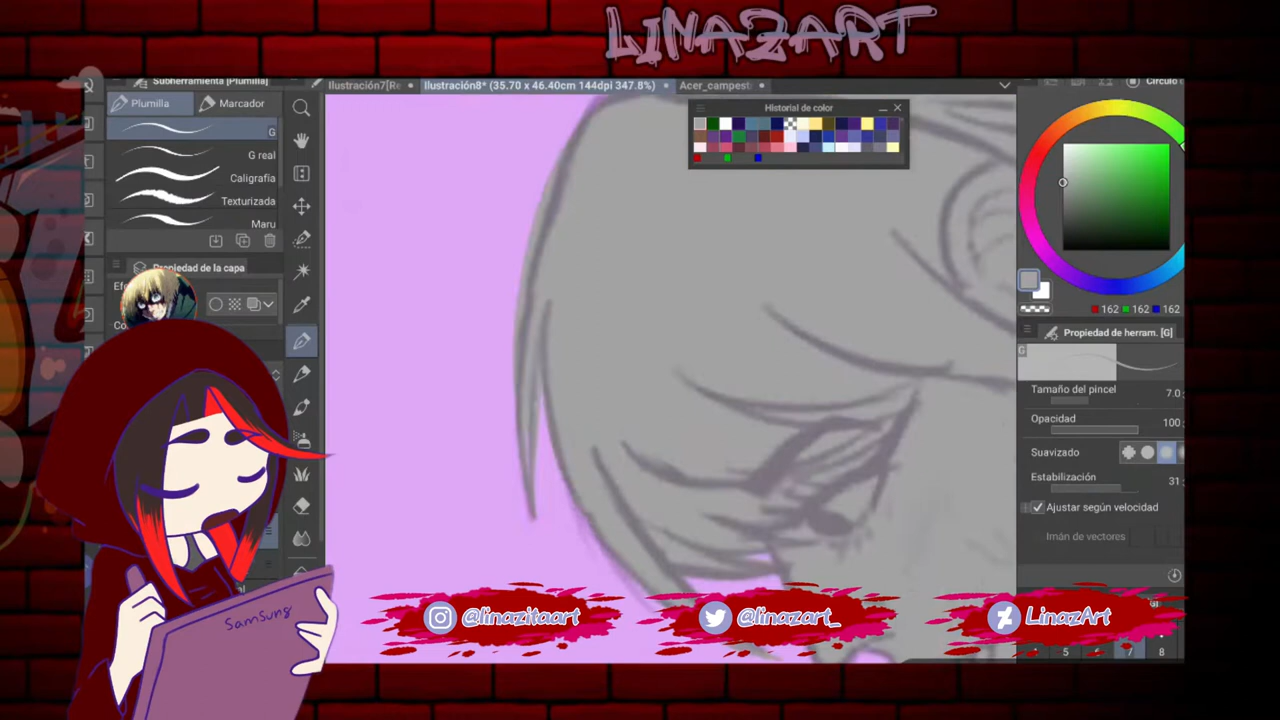 LINAZART
Subherramienta [Plumilla]
Ilustración7[Re
Ilustración8* (35.70 x 46.40cm 144dpi 347.8%)
Acer_campest
Círculo
Plumilla
Marcador
Historial de color
G
G real
Caligrafía
Texturizada
Maru
Propiedad de la capa
162 162 162
Propiedad de herram. [G]
G
Tamaño del pincel 7.0
Opacidad 100
Suavizado
Estabilización 31
Ajustar según velocidad
Imán de vectores
SamSung
@linazitaart
@linazart_
LinazArt
5 6 7 8